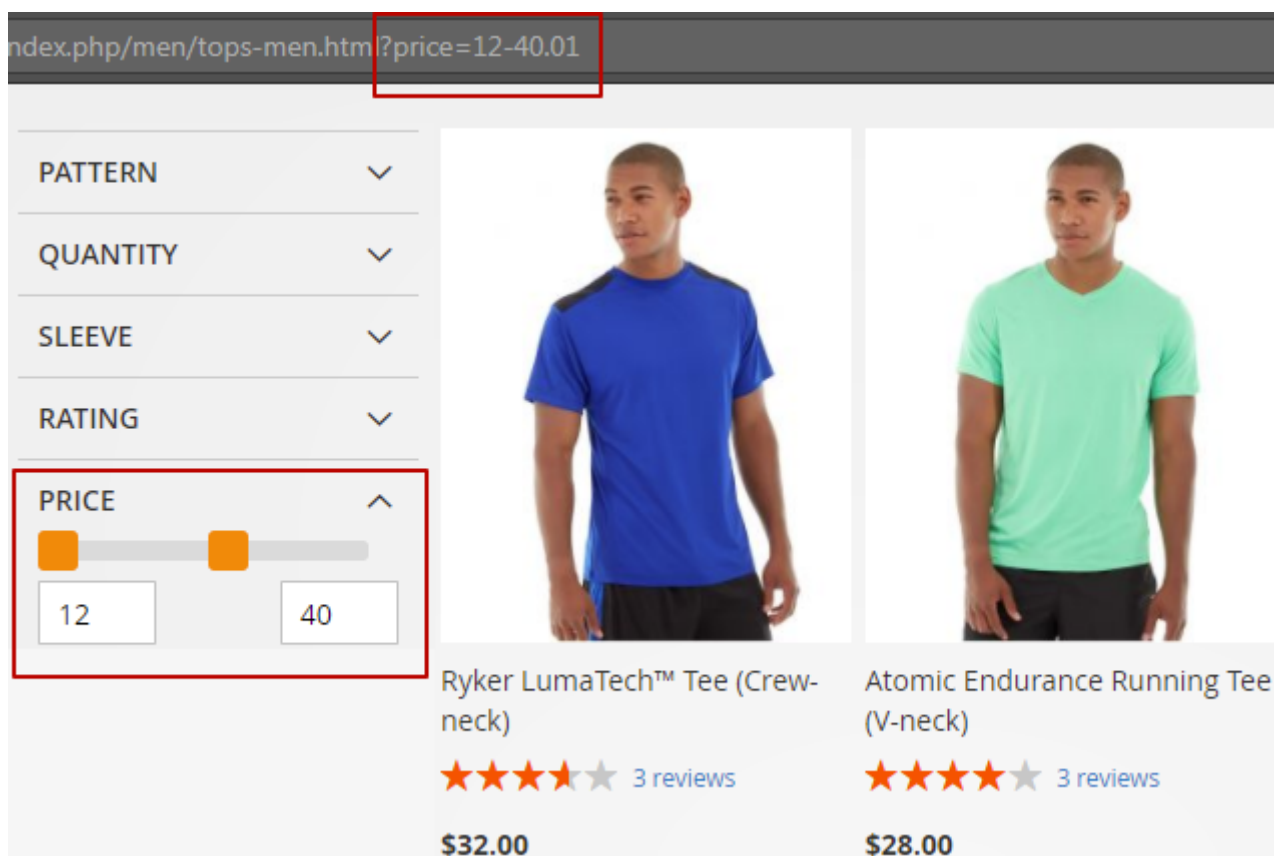 ndex.php/men/tops-men.html?price=12-40.01
PATTERN
QUANTITY
SLEEVE
RATING
PRICE
12
40
Ryker LumaTech™ Tee (Crew-
neck)
3 reviews
$32.00
Atomic Endurance Running Tee
(V-neck)
3 reviews
$28.00